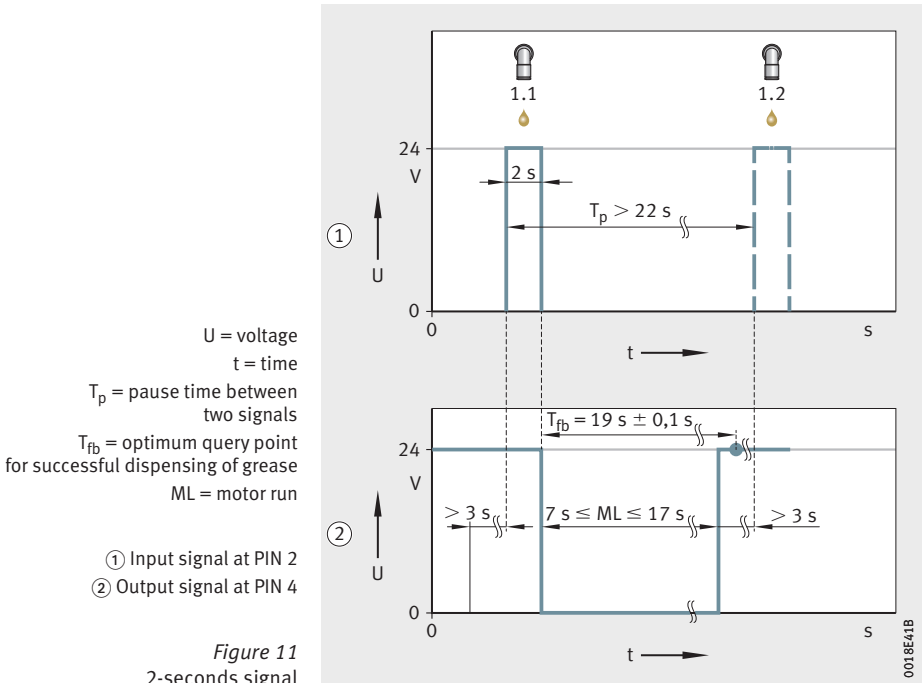 1.1
1.2
24
V
2 s
Tp > 22 s
1
U
0
0
s
t
U = voltage
t = time
Tp = pause time between
two signals
Tfb = optimum query point
for successful dispensing of grease
ML = motor run
1 Input signal at PIN 2
2 Output signal at PIN 4
Figure 11
2-seconds signal
Tfb = 19 s ± 0,1 s
24
V
> 3 s
7 s ≤ ML ≤ 17 s
> 3 s
2
U
0
0
s
t
0018E41B